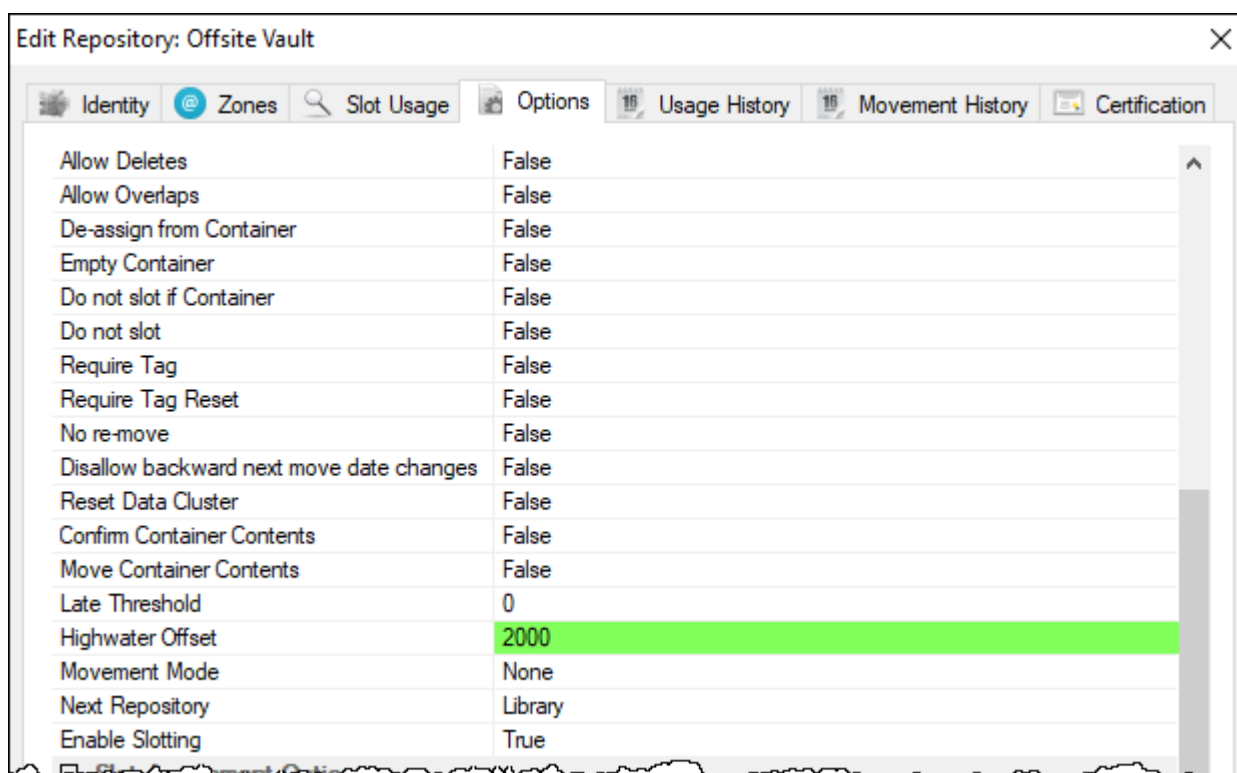 Edit Repository: Offsite Vault
Identity Zones Slot Usage Options Usage History Movement History Certification
Allow Deletes False
Allow Overlaps False
De-assign from Container False
Empty Container False
Do not slot if Container False
Do not slot False
Require Tag False
Require Tag Reset False
No re-move False
Disallow backward next move date changes False
Reset Data Cluster False
Confirm Container Contents False
Move Container Contents False
Late Threshold 0
Highwater Offset 2000
Movement Mode None
Next Repository Library
Enable Slotting True